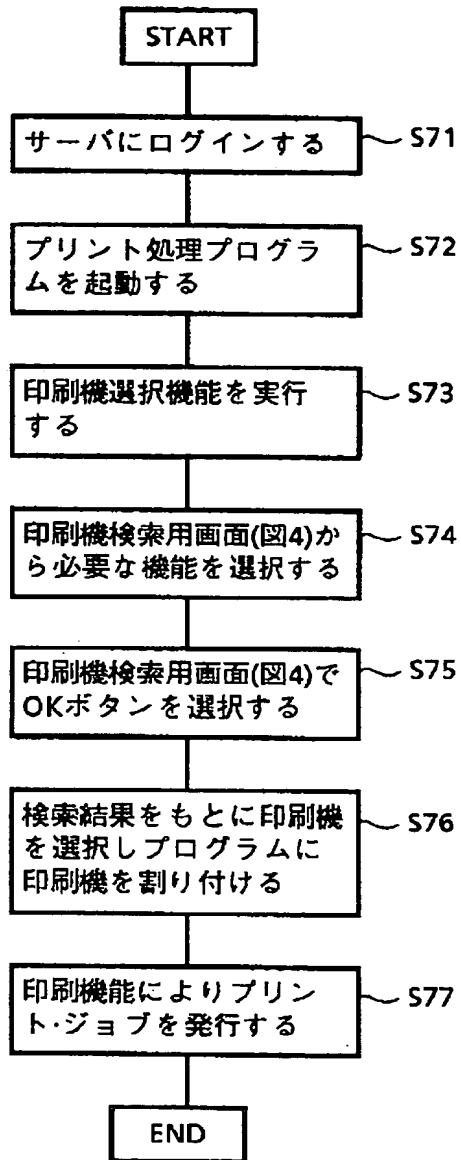 START
サーバにログインする
S71
プリント処理プログラ
ムを起動する
S72
印刷機選択機能を実行
する
S73
印刷機検索用画面(図4)か
ら必要な機能を選択する
S74
印刷機検索用画面(図4)で
OKボタンを選択する
S75
検索結果をもとに印刷機
を選択しプログラムに
印刷機を割り付ける
S76
印刷機能によりプリン
ト·ジョブを発行する
S77
END